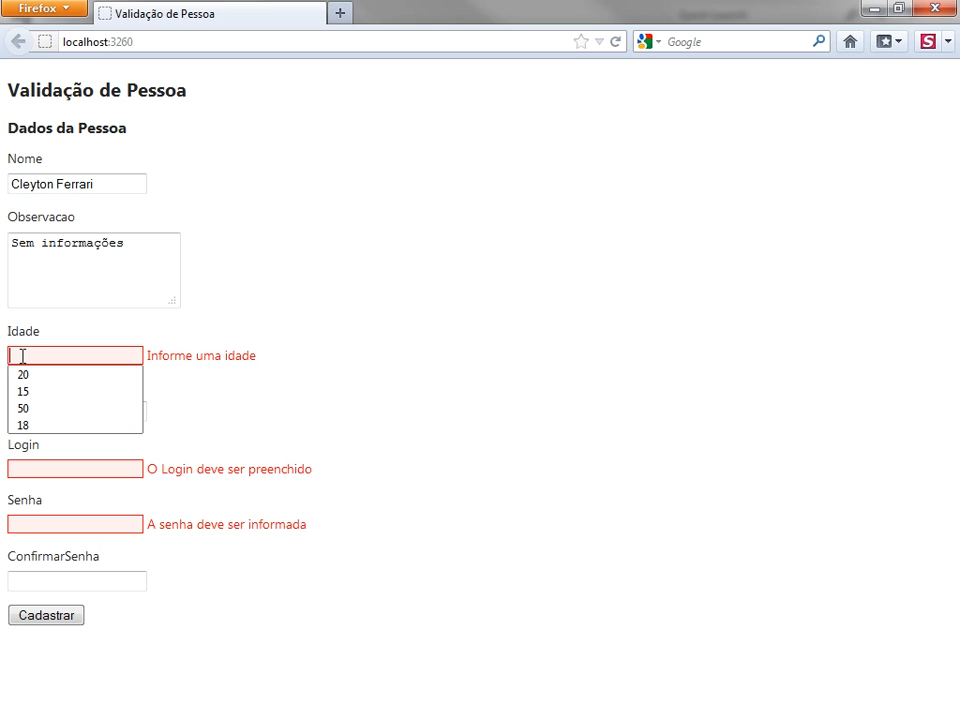 Firefox
Validação de Pessoa
localhost:3260
Google
S
Validação de Pessoa
Dados da Pessoa
Nome
Cleyton Ferrari
Observacao
Sem informações
Idade
Informe uma idade
20
15
50
18
Login
O Login deve ser preenchido
Senha
A senha deve ser informada
ConfirmarSenha
Cadastrar